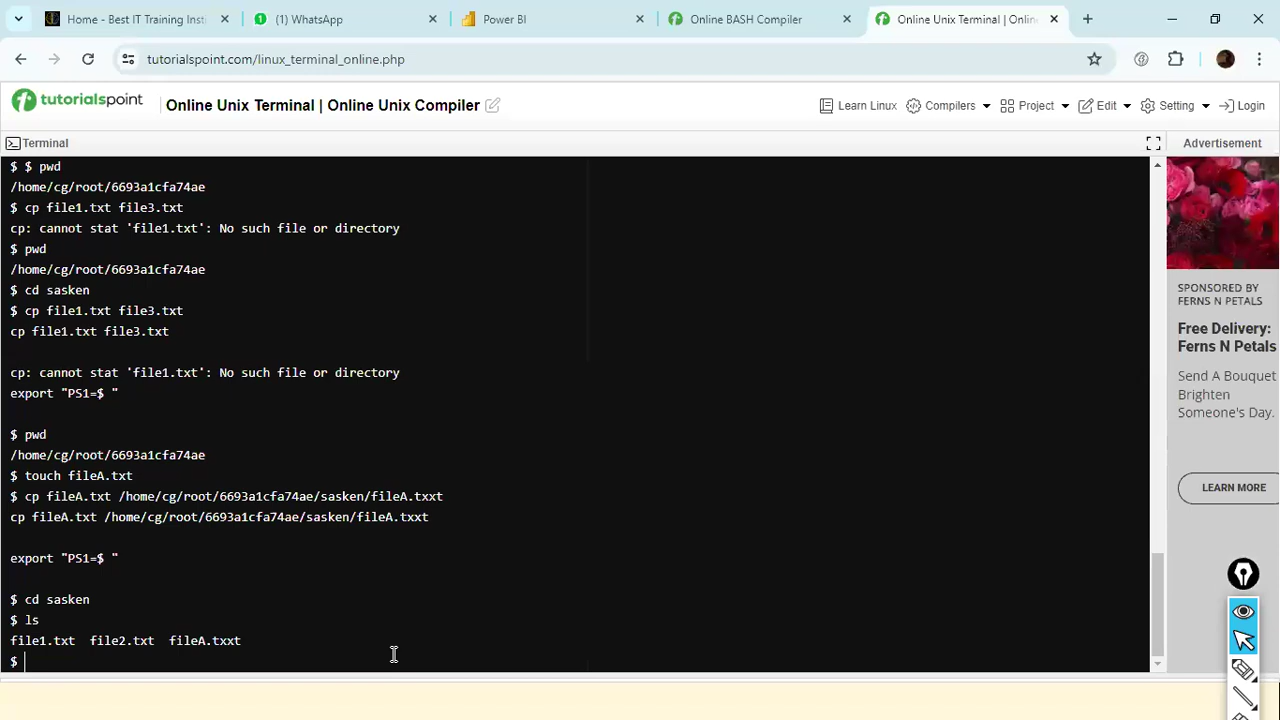 Home - Best IT Training Insti
(1) WhatsApp
Power BI
Online BASH Compiler
Online Unix Terminal | Onlin
tutorialspoint.com/linux_terminal_online.php
tutorialspoint
Online Unix Terminal | Online Unix Compiler
Learn Linux
Compilers
Project
Edit
Setting
Login
Terminal
Advertisement
$ $ pwd
/home/cg/root/6693a1cfa74ae
$ cp file1.txt file3.txt
cp: cannot stat 'file1.txt': No such file or directory
$ pwd
/home/cg/root/6693a1cfa74ae
$ cd sasken
$ cp file1.txt file3.txt
cp file1.txt file3.txt
cp: cannot stat 'file1.txt': No such file or directory
export "PS1=$ "
$ pwd
/home/cg/root/6693a1cfa74ae
$ touch fileA.txt
$ cp fileA.txt /home/cg/root/6693a1cfa74ae/sasken/fileA.txxt
cp fileA.txt /home/cg/root/6693a1cfa74ae/sasken/fileA.txxt
export "PS1=$ "
$ cd sasken
$ ls
file1.txt  file2.txt  fileA.txxt
$
SPONSORED BY
FERNS N PETALS
Free Delivery:
Ferns N Petals
Send A Bouquet
Brighten
Someone's Day.
LEARN MORE